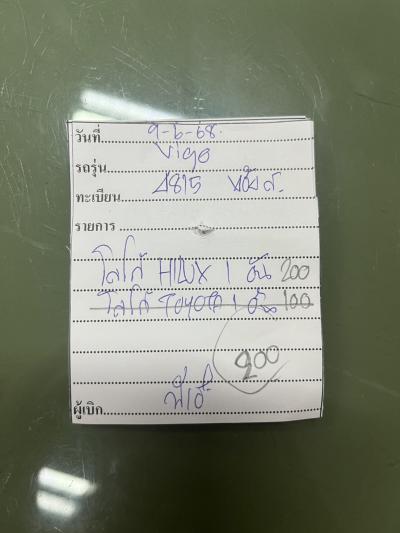 วันที่ 9-6-68.
รถรุ่น Vigo
ทะเบียน 4815
รายการ
โลโก้ HILUX 1 อัน 200
โลโก้ TOYOTA 1 อัน 100
200
ผู้เบิก